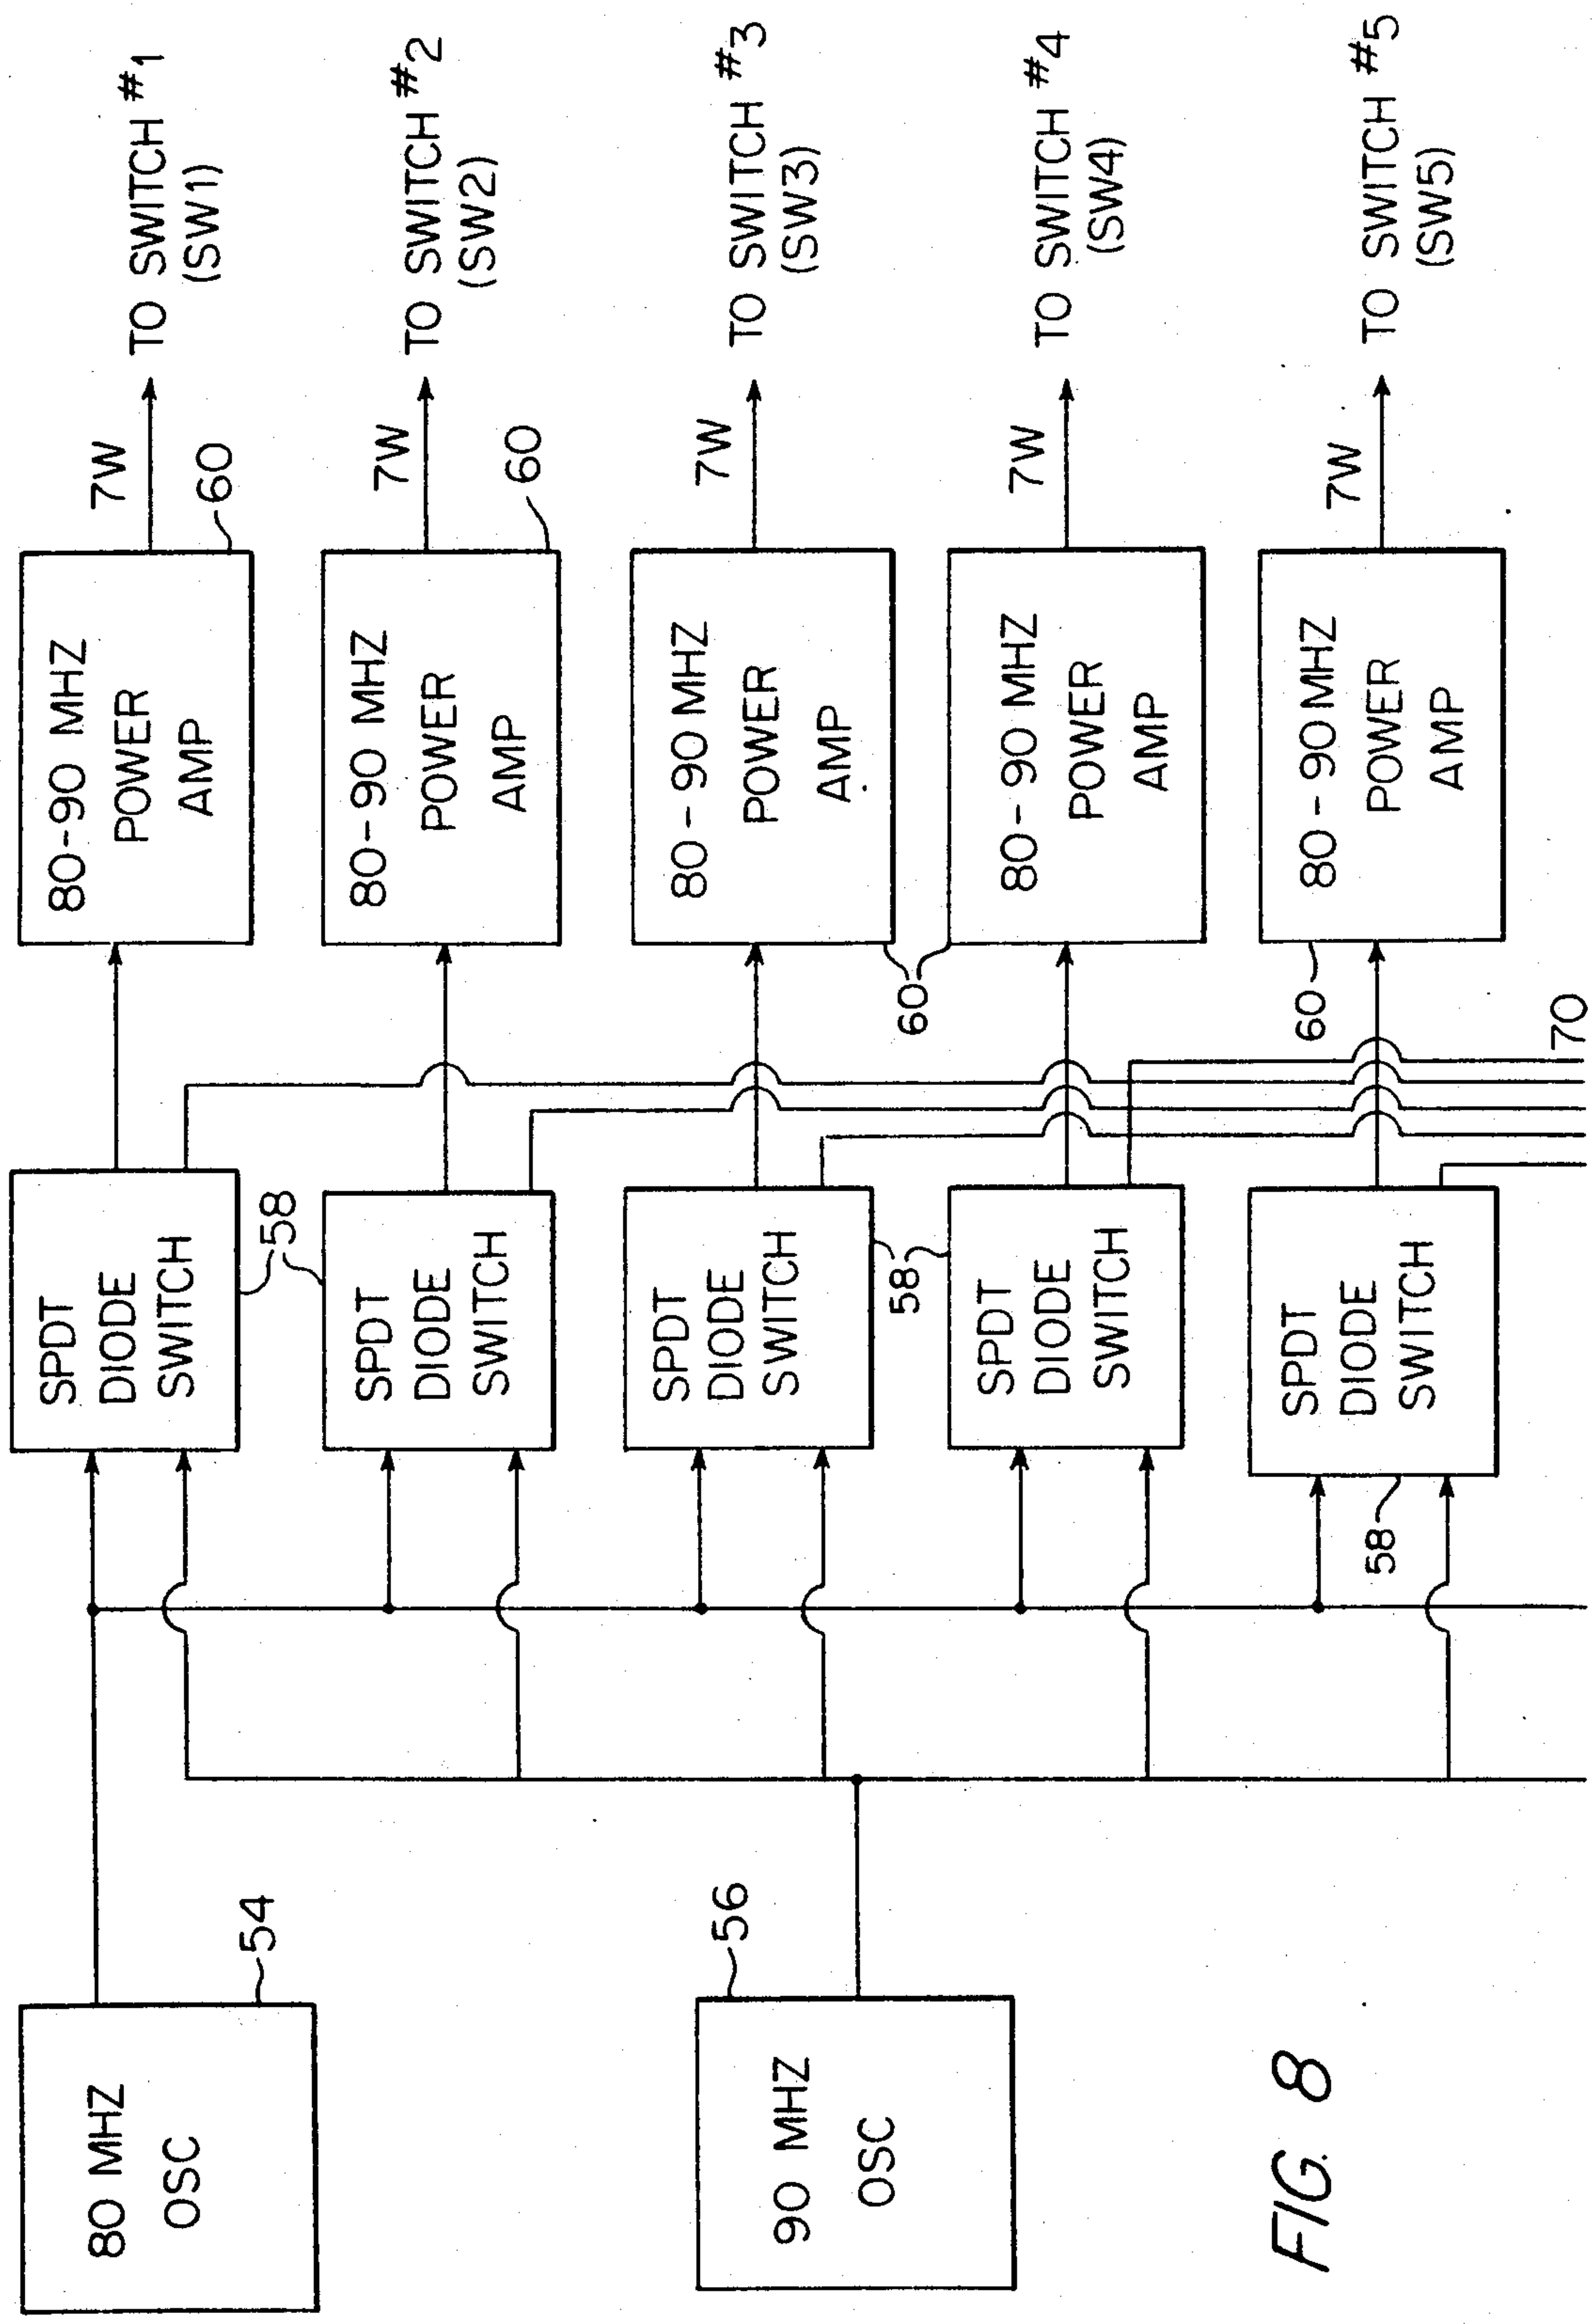 80 MHZ
OSC
54
90 MHZ
OSC
56
SPDT
DIODE
SWITCH
58
SPDT
DIODE
SWITCH
SPDT
DIODE
SWITCH
58
SPDT
DIODE
SWITCH
SPDT
DIODE
SWITCH
58
80-90 MHZ
POWER
AMP
60
7W
TO SWITCH #1
(SW1)
80-90 MHZ
POWER
AMP
60
7W
TO SWITCH #2
(SW2)
80-90 MHZ
POWER
AMP
60
7W
TO SWITCH #3
(SW3)
80-90 MHZ
POWER
AMP
7W
TO SWITCH #4
(SW4)
80-90 MHZ
POWER
AMP
60
7W
TO SWITCH #5
(SW5)
70
FIG. 8